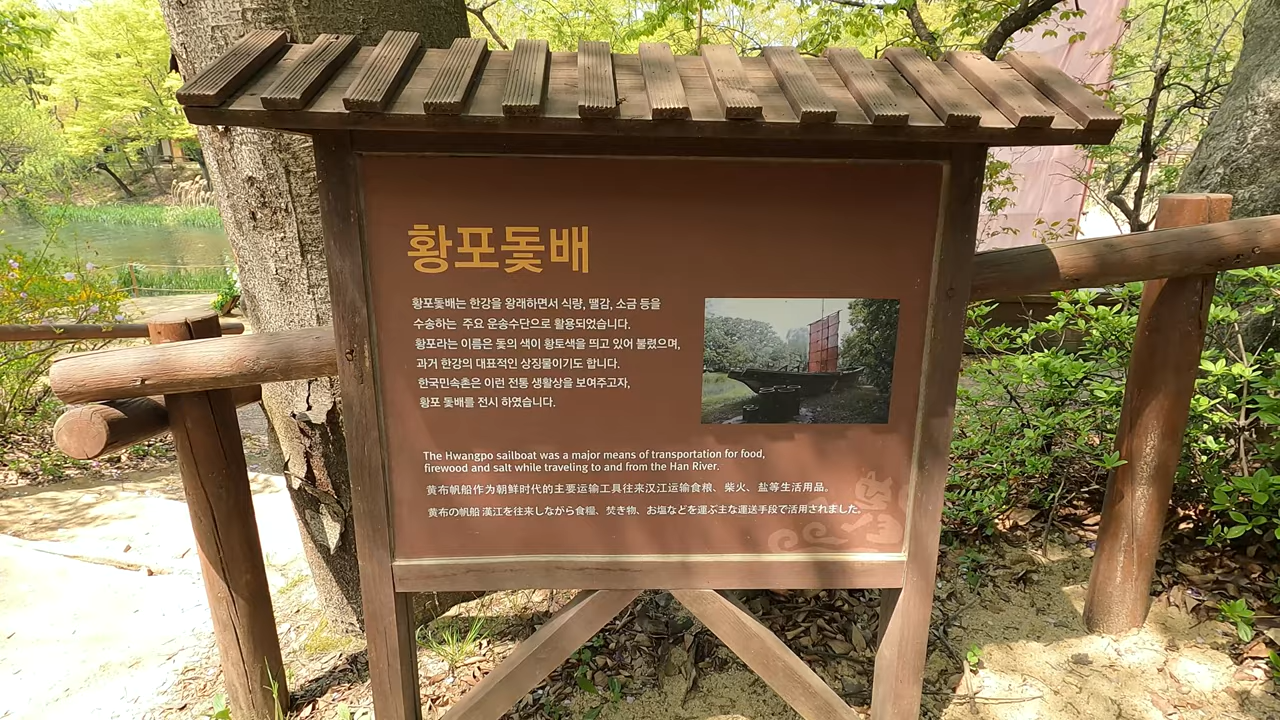 황포돛배
황포돛배는 한강을 왕래하면서 식량, 땔감, 소금 등을
수송하는 주요 운송수단으로 활용되었습니다.
황포라는 이름은 돛의 색이 황토색을 띄고 있어 불렸으며,
과거 한강의 대표적인 상징물이기도 합니다.
한국민속촌은 이런 전통 생활상을 보여주고자,
황포 돛배를 전시 하였습니다.
The Hwangpo sailboat was a major means of transportation for food,
firewood and salt while traveling to and from the Han River.
黄布帆船作为朝鲜时代的主要运输工具往来汉江运输食粮、柴火、盐等生活用品。
黄布の帆船 漢江を往来しながら食糧、焚き物、お塩などを運ぶ主な運送手段で活用されました。